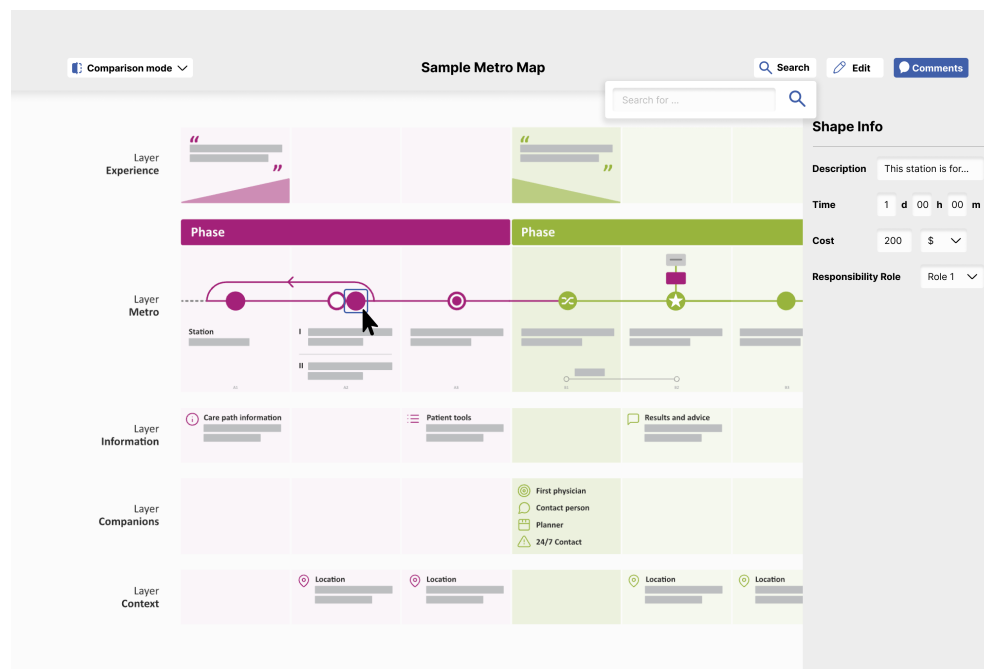 Comparison mode
Sample Metro Map
Search
Edit
Comments
Search for ...
Shape Info
Description
This station is for...
Time
1 d 00 h 00 m
Cost
200
$
Responsibility Role
Role 1
Layer
Experience
“
”
“
”
Phase
Phase
Layer
Metro
Station
I
II
Layer
Information
Care path information
Patient tools
Results and advice
Layer
Companions
First physician
Contact person
Planner
24/7 Contact
Layer
Context
Location
Location
Location
Location